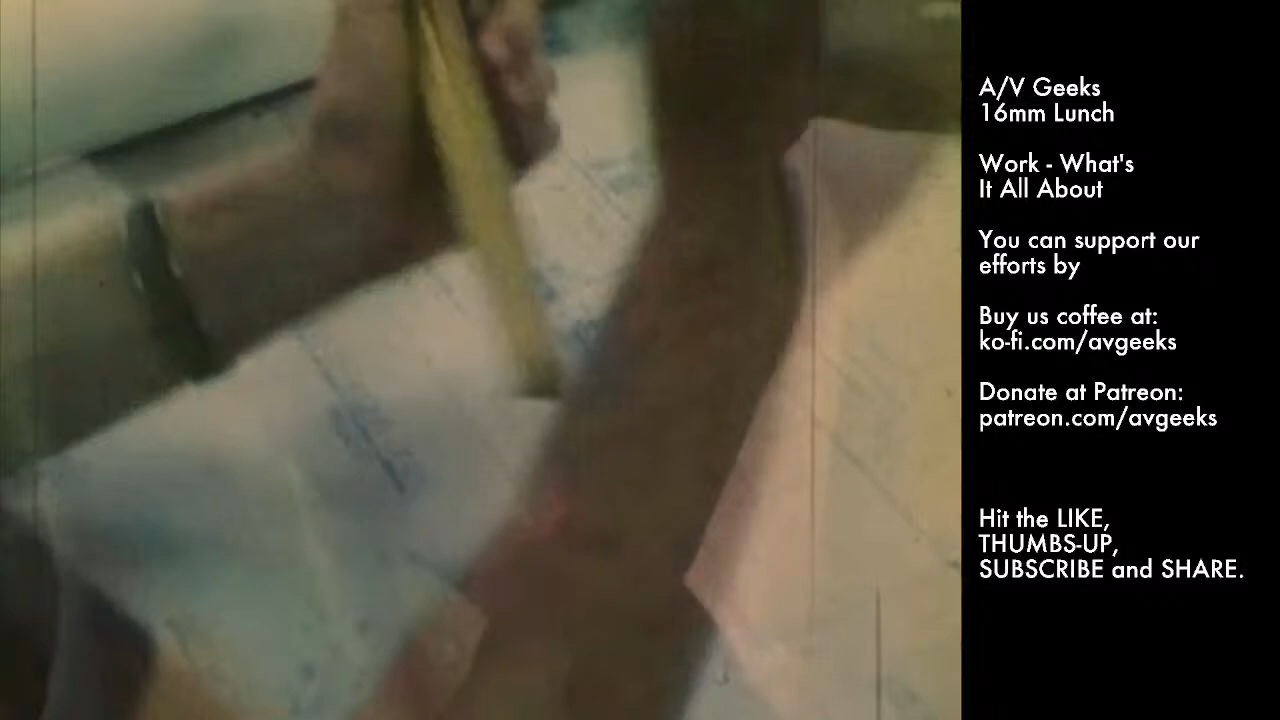 A/V Geeks
16mm Lunch
Work - What's
It All About
You can support our
efforts by
Buy us coffee at:
ko-fi.com/avgeeks
Donate at Patreon:
patreon.com/avgeeks
Hit the LIKE,
THUMBS-UP,
SUBSCRIBE and SHARE.